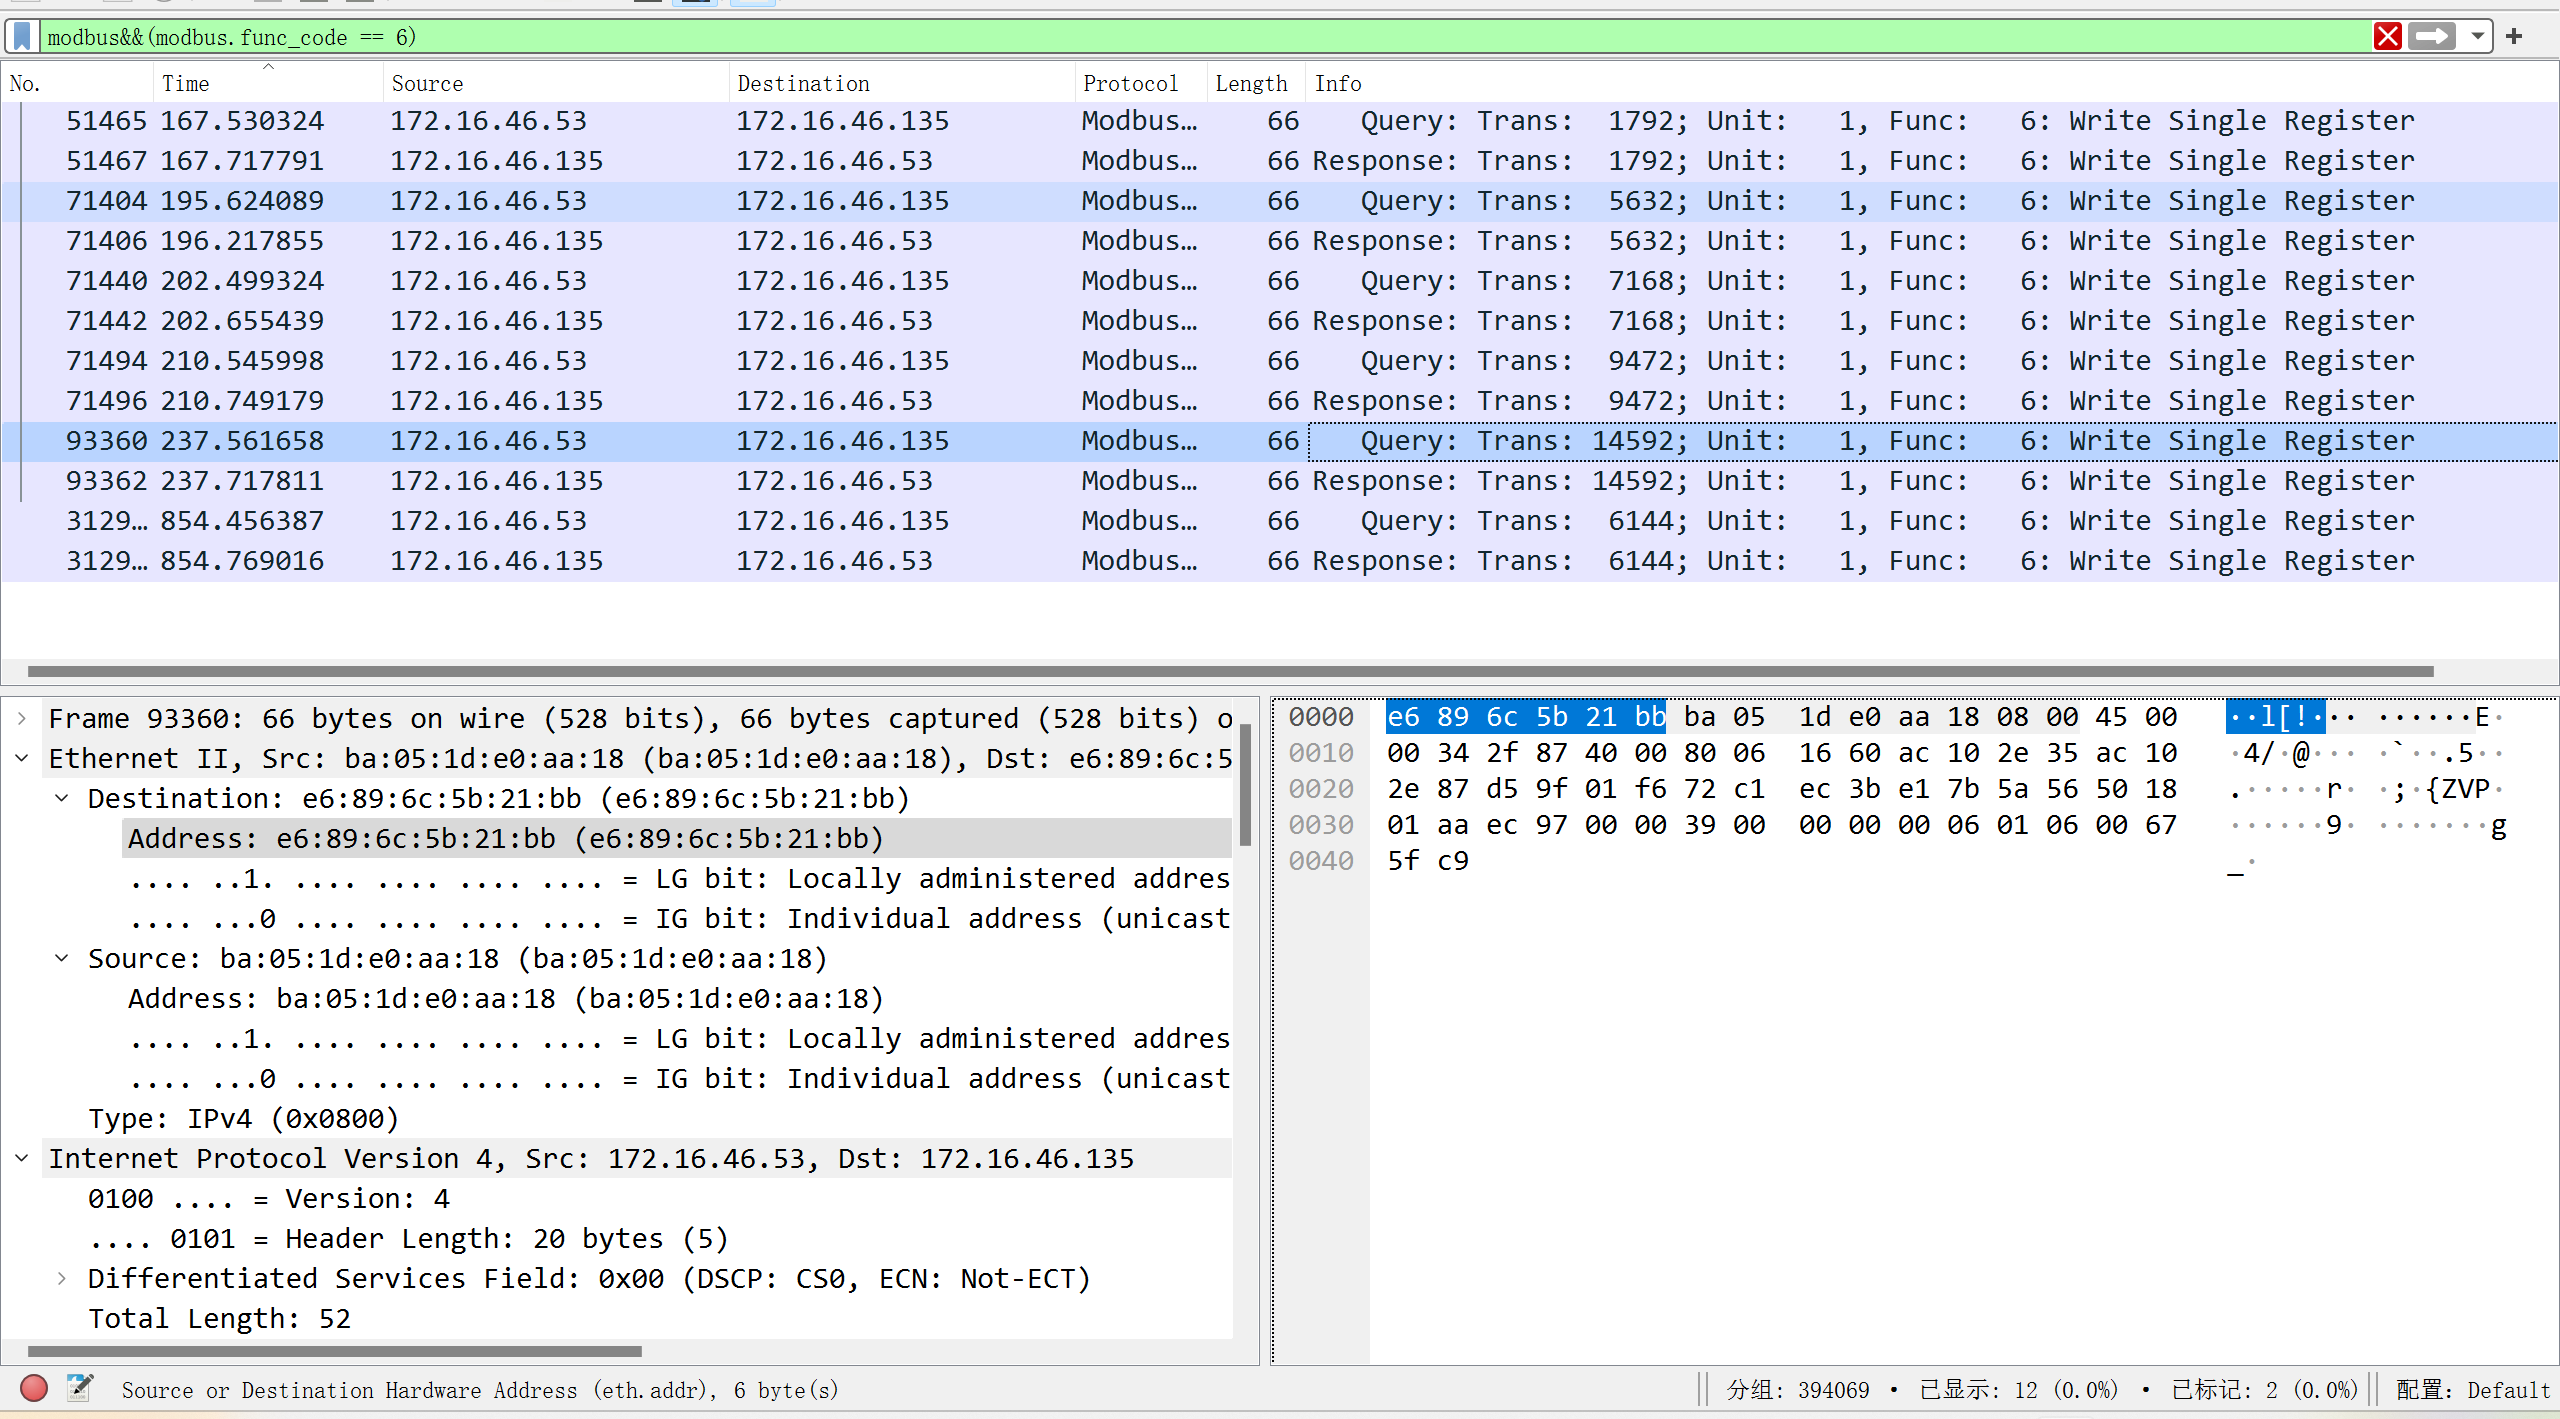 modbus&&(modbus.func_code == 6)
No. Time Source Destination Protocol Length Info
51465 167.530324 172.16.46.53 172.16.46.135 Modbus… 66 Query: Trans: 1792; Unit: 1, Func: 6: Write Single Register
51467 167.717791 172.16.46.135 172.16.46.53 Modbus… 66 Response: Trans: 1792; Unit: 1, Func: 6: Write Single Register
71404 195.624089 172.16.46.53 172.16.46.135 Modbus… 66 Query: Trans: 5632; Unit: 1, Func: 6: Write Single Register
71406 196.217855 172.16.46.135 172.16.46.53 Modbus… 66 Response: Trans: 5632; Unit: 1, Func: 6: Write Single Register
71440 202.499324 172.16.46.53 172.16.46.135 Modbus… 66 Query: Trans: 7168; Unit: 1, Func: 6: Write Single Register
71442 202.655439 172.16.46.135 172.16.46.53 Modbus… 66 Response: Trans: 7168; Unit: 1, Func: 6: Write Single Register
71494 210.545998 172.16.46.53 172.16.46.135 Modbus… 66 Query: Trans: 9472; Unit: 1, Func: 6: Write Single Register
71496 210.749179 172.16.46.135 172.16.46.53 Modbus… 66 Response: Trans: 9472; Unit: 1, Func: 6: Write Single Register
93360 237.561658 172.16.46.53 172.16.46.135 Modbus… 66 Query: Trans: 14592; Unit: 1, Func: 6: Write Single Register
93362 237.717811 172.16.46.135 172.16.46.53 Modbus… 66 Response: Trans: 14592; Unit: 1, Func: 6: Write Single Register
3129… 854.456387 172.16.46.53 172.16.46.135 Modbus… 66 Query: Trans: 6144; Unit: 1, Func: 6: Write Single Register
3129… 854.769016 172.16.46.135 172.16.46.53 Modbus… 66 Response: Trans: 6144; Unit: 1, Func: 6: Write Single Register
Frame 93360: 66 bytes on wire (528 bits), 66 bytes captured (528 bits) o
Ethernet II, Src: ba:05:1d:e0:aa:18 (ba:05:1d:e0:aa:18), Dst: e6:89:6c:5
Destination: e6:89:6c:5b:21:bb (e6:89:6c:5b:21:bb)
Address: e6:89:6c:5b:21:bb (e6:89:6c:5b:21:bb)
.... ..1. .... .... .... .... = LG bit: Locally administered addres
.... ...0 .... .... .... .... = IG bit: Individual address (unicast
Source: ba:05:1d:e0:aa:18 (ba:05:1d:e0:aa:18)
Address: ba:05:1d:e0:aa:18 (ba:05:1d:e0:aa:18)
.... ..1. .... .... .... .... = LG bit: Locally administered addres
.... ...0 .... .... .... .... = IG bit: Individual address (unicast
Type: IPv4 (0x0800)
Internet Protocol Version 4, Src: 172.16.46.53, Dst: 172.16.46.135
0100 .... = Version: 4
.... 0101 = Header Length: 20 bytes (5)
Differentiated Services Field: 0x00 (DSCP: CS0, ECN: Not-ECT)
Total Length: 52
0000 e6 89 6c 5b 21 bb ba 05 1d e0 aa 18 08 00 45 00 ··l[!··· ······E·
0010 00 34 2f 87 40 00 80 06 16 60 ac 10 2e 35 ac 10 ·4/·@··· ·`··.5··
0020 2e 87 d5 9f 01 f6 72 c1 ec 3b e1 7b 5a 56 50 18 .·····r· ·;·{ZVP·
0030 01 aa ec 97 00 00 39 00 00 00 00 06 01 06 00 67 ······9· ·······g
0040 5f c9 _·
Source or Destination Hardware Address (eth.addr), 6 byte(s)
分组: 394069 · 已显示: 12 (0.0%) · 已标记: 2 (0.0%)
配置: Default